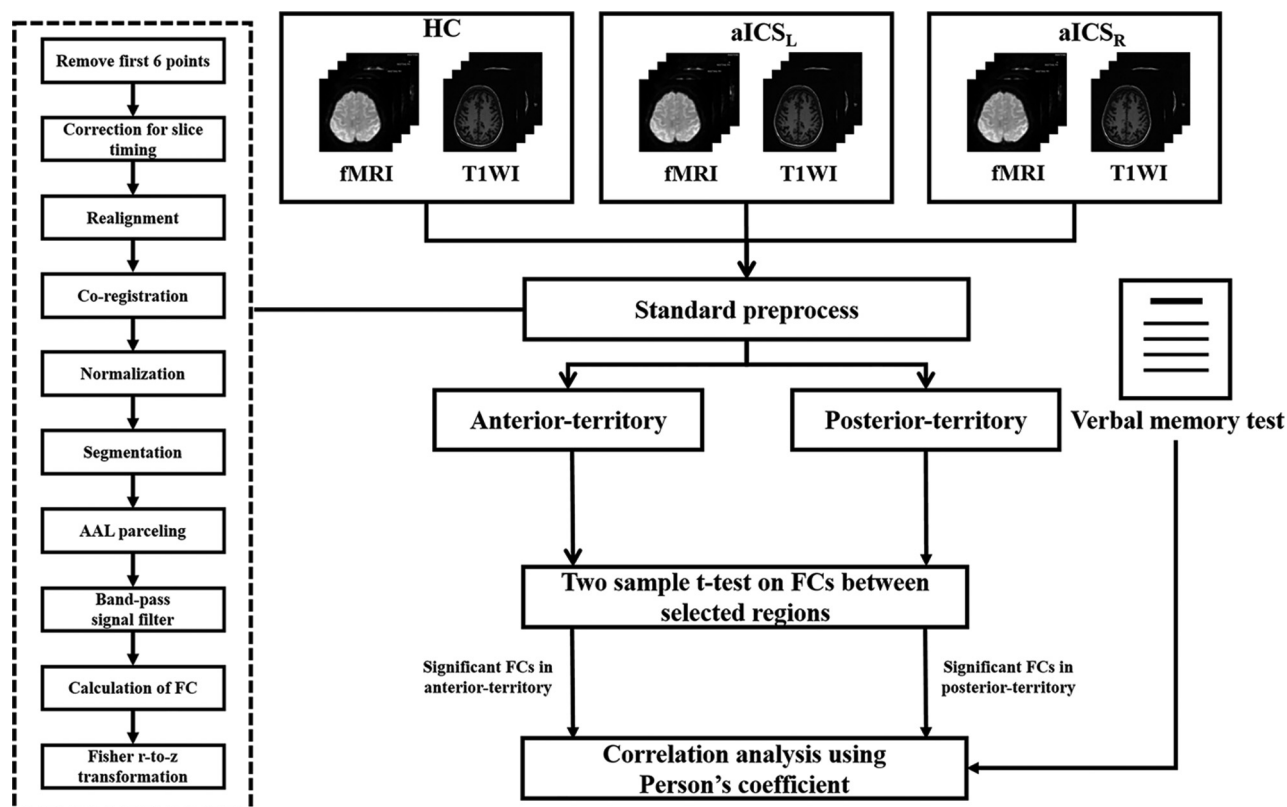 Remove first 6 points
Correction for slice
timing
Realignment
Co-registration
Normalization
Segmentation
AAL parceling
Band-pass
signal filter
Calculation of FC
Fisher r-to-z
transformation
HC
fMRI
T1WI
aICSL
fMRI
T1WI
aICSR
fMRI
T1WI
Standard preprocess
Anterior-territory
Posterior-territory
Verbal memory test
Two sample t-test on FCs between
selected regions
Significant FCs in
anterior-territory
Significant FCs in
posterior-territory
Correlation analysis using
Person's coefficient